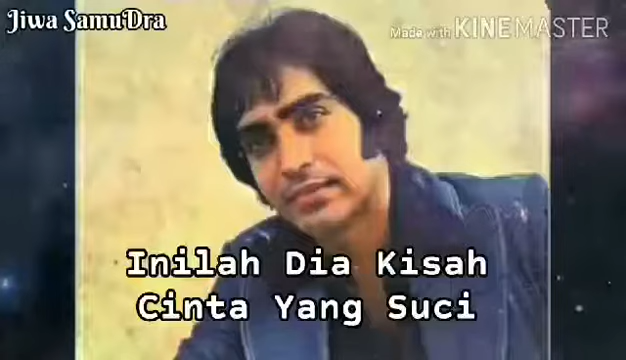 Jiwa SamuDra
Made with KINEMASTER
Inilah Dia Kisah
Cinta Yang Suci